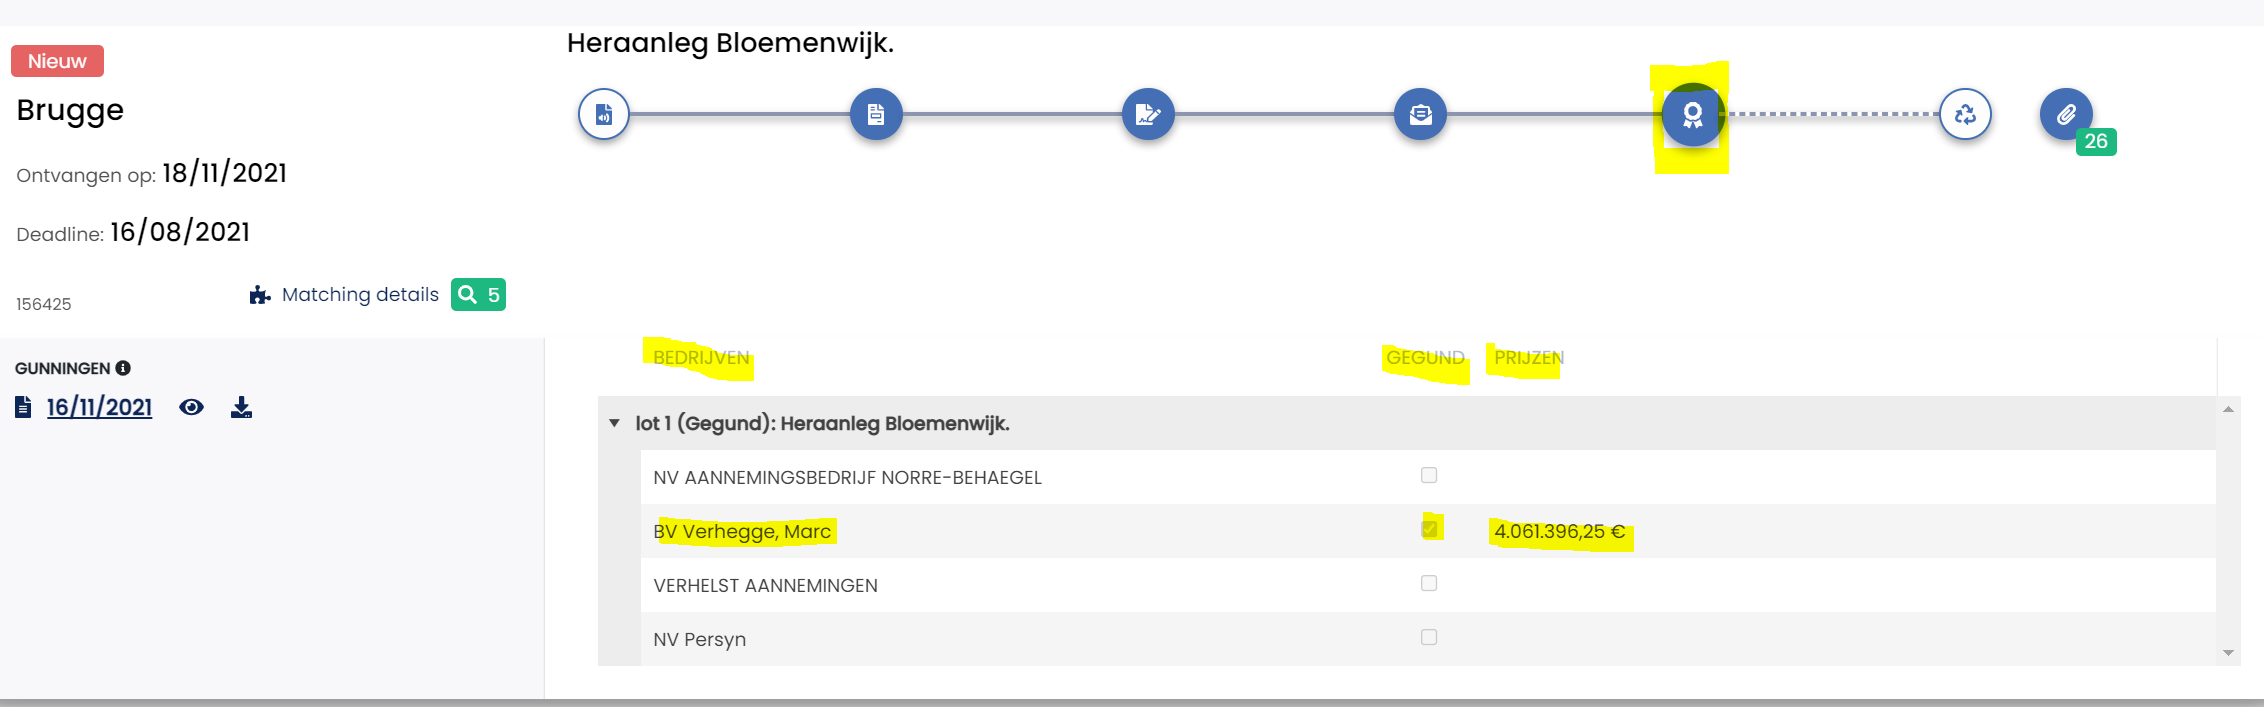 Nieuw
Brugge
Ontvangen op: 18/11/2021
Deadline: 16/08/2021
156425
Matching details 5
Heraanleg Bloemenwijk.
26
GUNNINGEN
16/11/2021
BEDRIJVEN GEGUND PRIJZEN
lot 1 (Gegund): Heraanleg Bloemenwijk.
NV AANNEMINGSBEDRIJF NORRE-BEHAEGEL
BV Verhegge, Marc 4.061.396,25 €
VERHELST AANNEMINGEN
NV Persyn